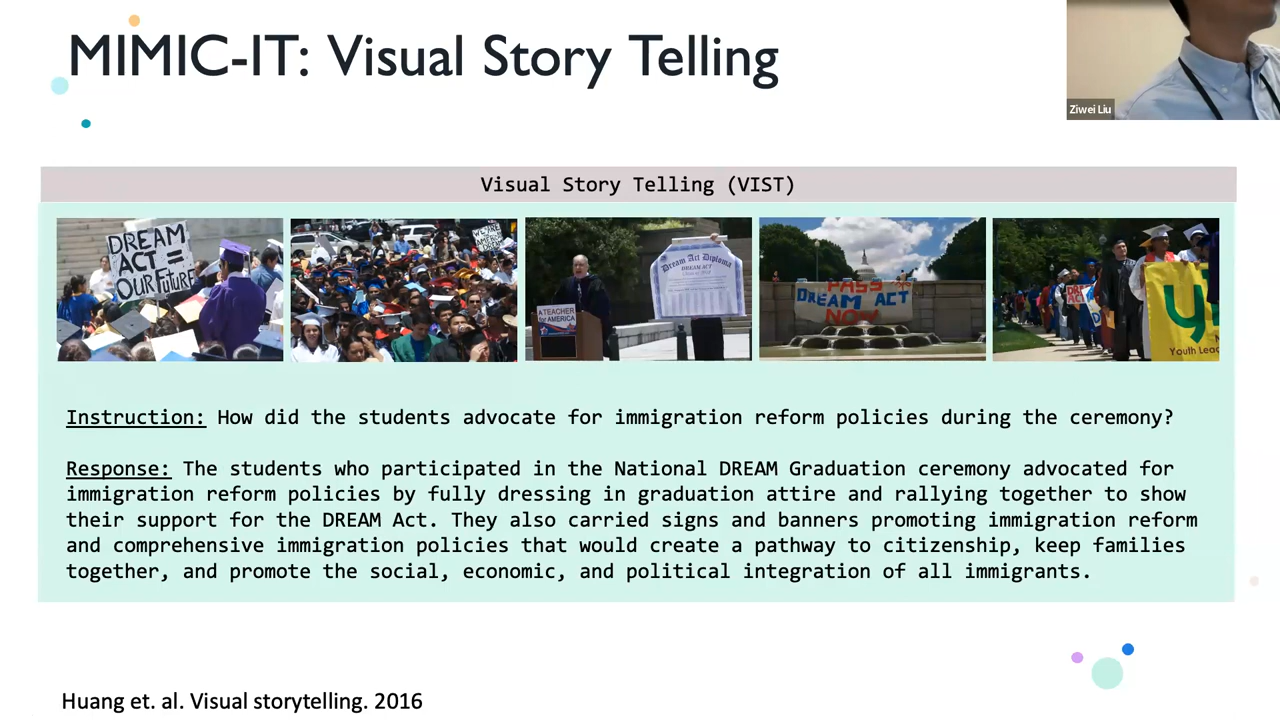 MIMIC-IT: Visual Story Telling
Ziwei Liu
Visual Story Telling (VIST)
DREAM
ACT =
OUR FUTURE
WE ARE
AMERICA
DREAM
A TEACHER
for AMERICA
Dream Act Diploma
DREAM ACT
PASS
DREAM ACT
NOW
Youth Lead
Instruction: How did the students advocate for immigration reform policies during the ceremony?
Response: The students who participated in the National DREAM Graduation ceremony advocated for
immigration reform policies by fully dressing in graduation attire and rallying together to show
their support for the DREAM Act. They also carried signs and banners promoting immigration reform
and comprehensive immigration policies that would create a pathway to citizenship, keep families
together, and promote the social, economic, and political integration of all immigrants.
Huang et. al. Visual storytelling. 2016